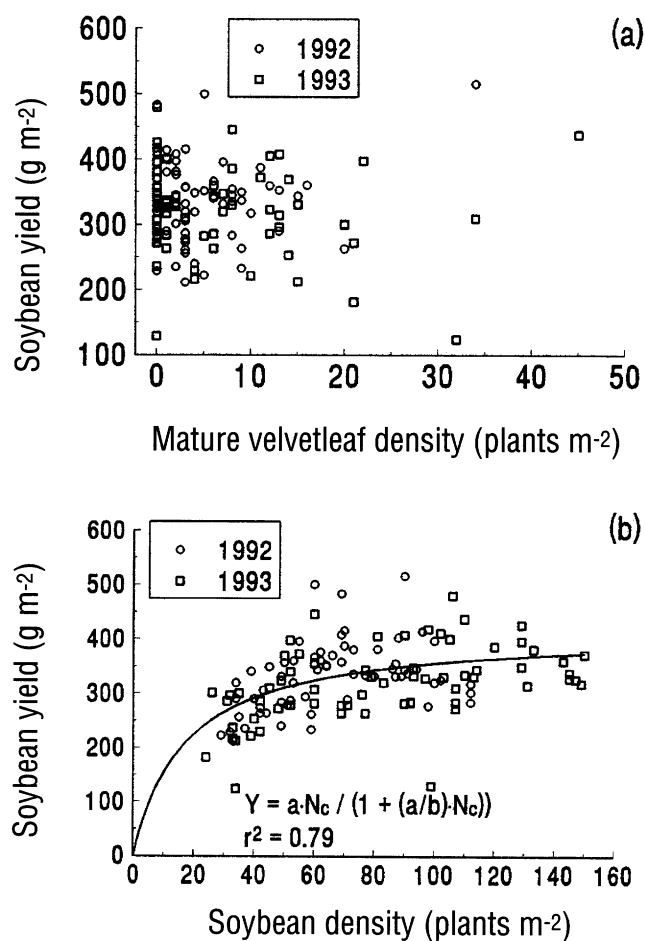 (a)
1992
1993
600
500
400
300
200
100
Soybean yield (g m-2)
0 10 20 30 40 50
Mature velvetleaf density (plants m-2)
(b)
1992
1993
600
500
400
300
200
100
0
Soybean yield (g m-2)
Y = a·Nc / (1 + (a/b)·Nc))
r2 = 0.79
0 20 40 60 80 100 120 140 160
Soybean density (plants m-2)